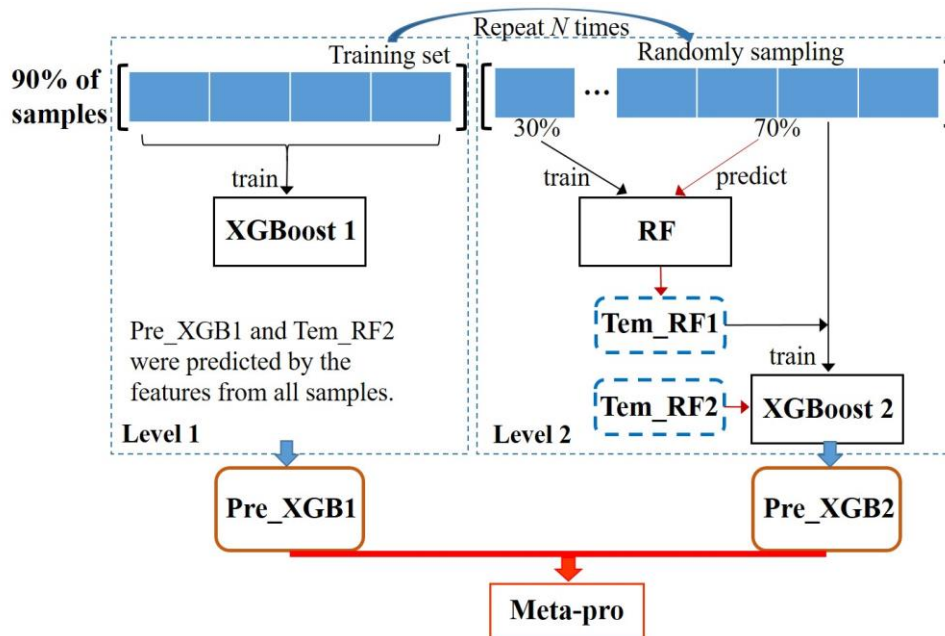 Repeat N times
Training set
Randomly sampling
90% of
samples
...
30%
70%
train
train
predict
XGBoost 1
RF
Pre_XGB1 and Tem_RF2
were predicted by the
features from all samples.
Tem_RF1
train
Tem_RF2
XGBoost 2
Level 1
Level 2
Pre_XGB1
Pre_XGB2
Meta-pro